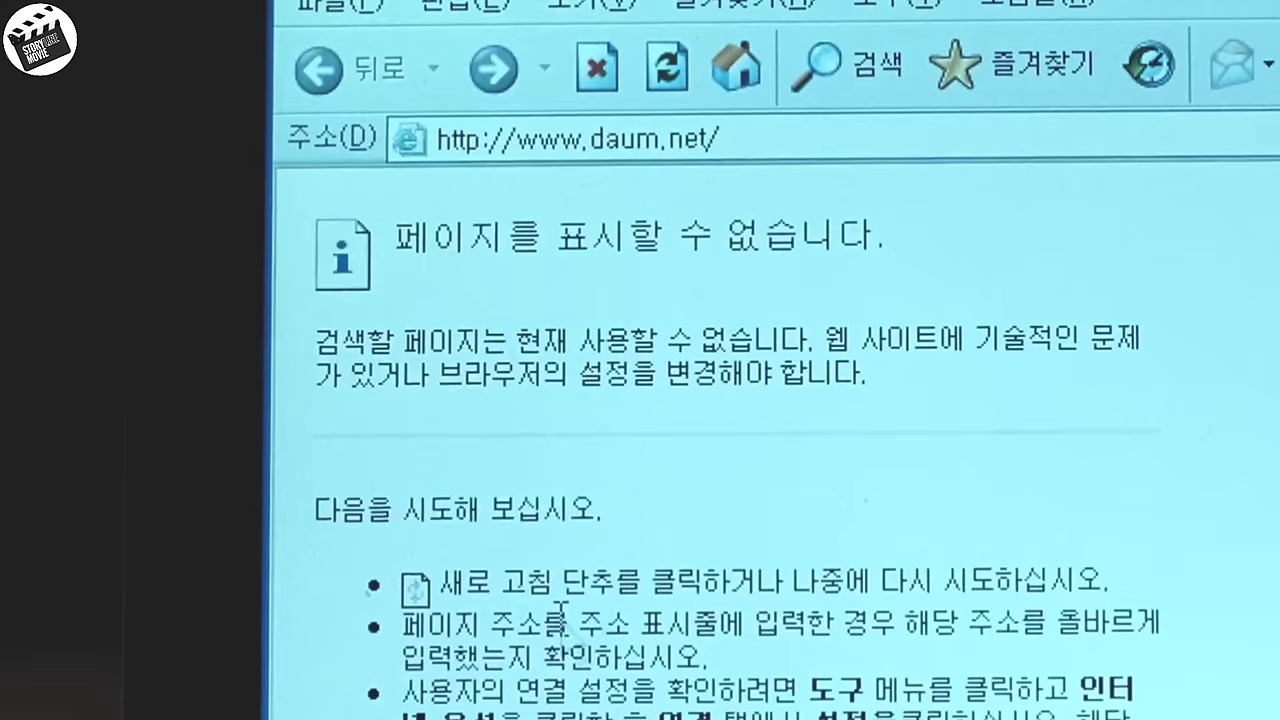 STORY
MOVIE
뒤로
검색
즐겨찾기
주소(D)
http://www.daum.net/
페이지를 표시할 수 없습니다.
검색할 페이지는 현재 사용할 수 없습니다. 웹 사이트에 기술적인 문제
가 있거나 브라우저의 설정을 변경해야 합니다.
다음을 시도해 보십시오.
새로 고침 단추를 클릭하거나 나중에 다시 시도하십시오.
페이지 주소를 주소 표시줄에 입력한 경우 해당 주소를 올바르게
입력했는지 확인하십시오.
사용자의 연결 설정을 확인하려면 도구 메뉴를 클릭하고 인터